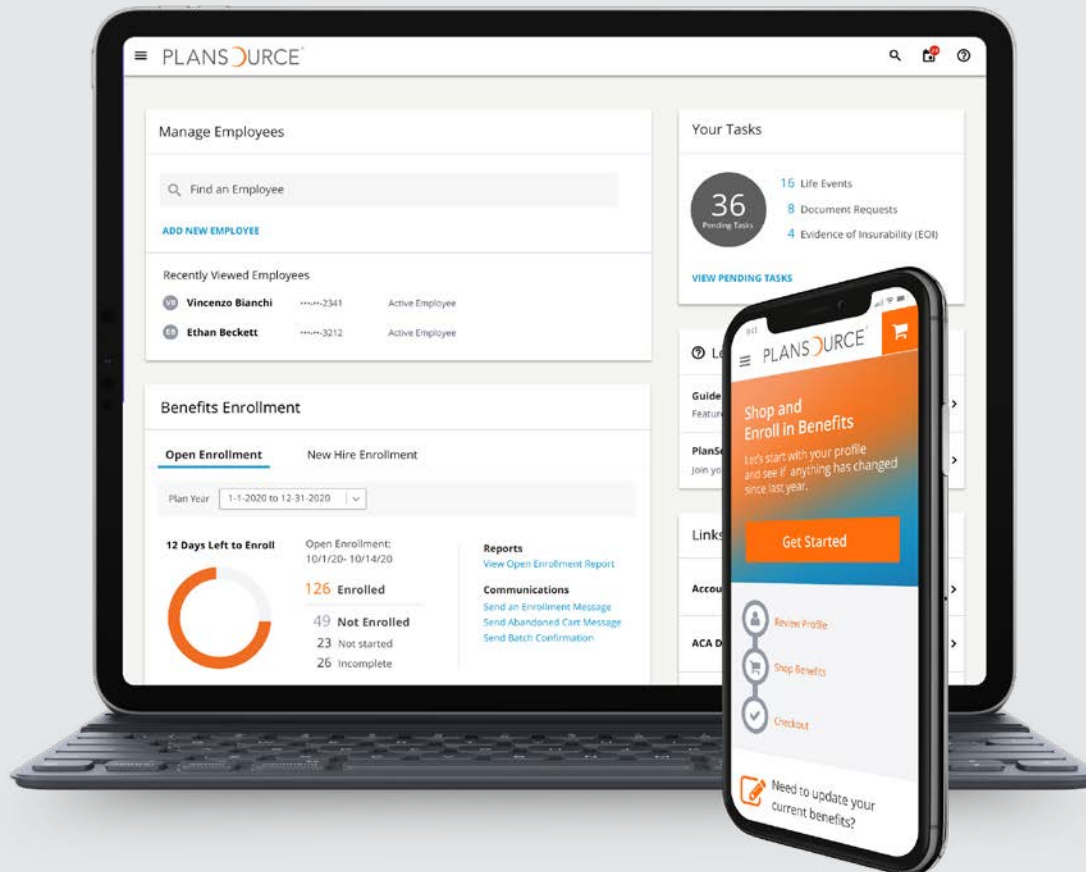 PLANSOURCE
Manage Employees
Find an Employee
ADD NEW EMPLOYEE
Recently Viewed Employees
VB Vincenzo Bianchi •••-••-2341 Active Employee
EB Ethan Beckett •••-••-3212 Active Employee
Benefits Enrollment
Open Enrollment New Hire Enrollment
Plan Year 1-1-2020 to 12-31-2020
12 Days Left to Enroll
Open Enrollment:
10/1/20- 10/14/20
126 Enrolled
49 Not Enrolled
23 Not started
26 Incomplete
Reports
View Open Enrollment Report
Communications
Send an Enrollment Message
Send Abandoned Cart Message
Send Batch Confirmation
Your Tasks
36
Pending Tasks
16 Life Events
8 Document Requests
4 Evidence of Insurability (EOI)
VIEW PENDING TASKS
Guide
Join yo
Links
ACA D
PLANSOURCE
Shop and
Enroll in Benefits
Let's start with your profile
and see if anything has changed
since last year.
Get Started
Review Profile
Shop Benefits
Checkout
Need to update your
current benefits?